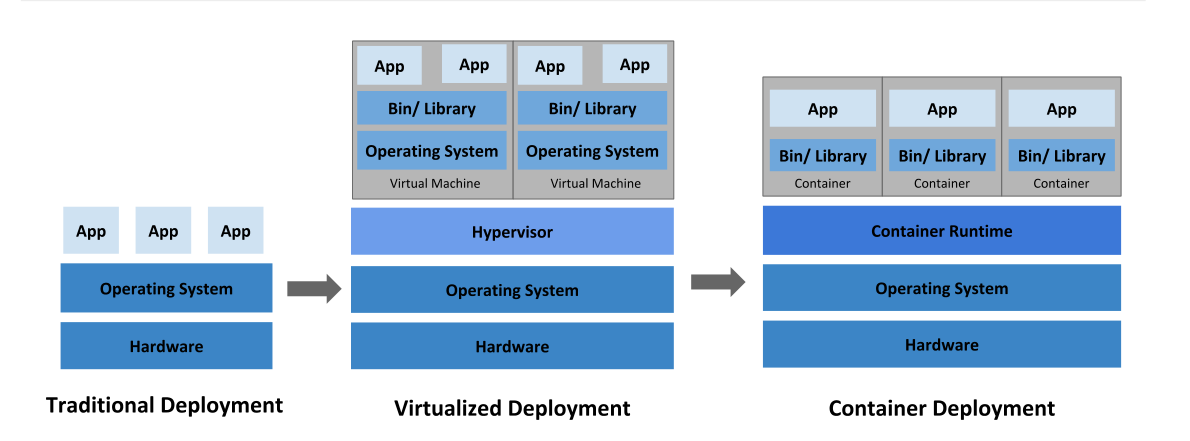 App App App
Operating System
Hardware
Traditional Deployment
App App App App
Bin/ Library Bin/ Library
Operating System Operating System
Virtual Machine Virtual Machine
Hypervisor
Operating System
Hardware
Virtualized Deployment
App App App
Bin/ Library Bin/ Library Bin/ Library
Container Container Container
Container Runtime
Operating System
Hardware
Container Deployment